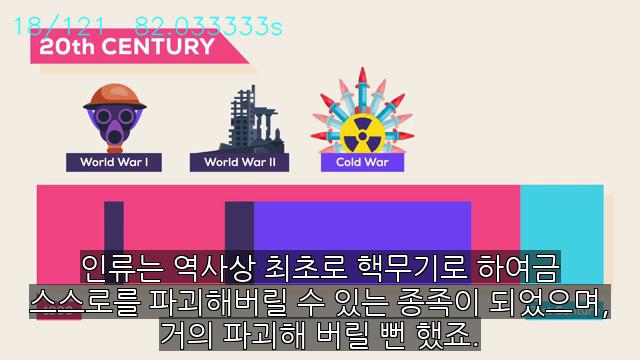 18/121 82.033333s
20th CENTURY
World War I
World War II
Cold War
인류는 역사상 최초로 핵무기로 하여금
스스로를 파괴해버릴 수 있는 종족이 되었으며,
거의 파괴해 버릴 뻔 했죠.